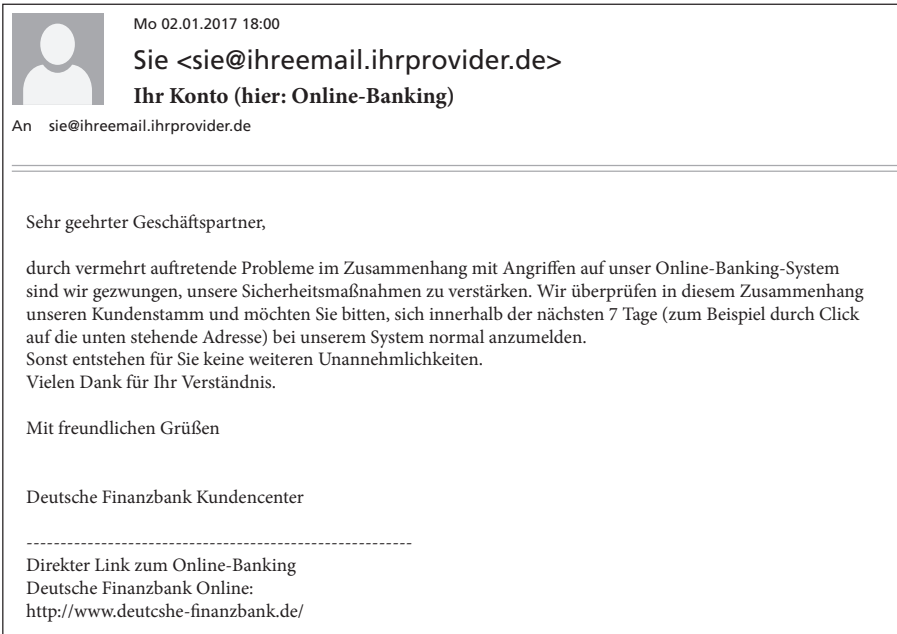 Mo 02.01.2017 18:00
Sie <sie@ihreemail.ihrprovider.de>
Ihr Konto (hier: Online-Banking)
An sie@ihreemail.ihrprovider.de
Sehr geehrter Geschäftspartner,
durch vermehrt auftretende Probleme im Zusammenhang mit Angriffen auf unser Online-Banking-System
sind wir gezwungen, unsere Sicherheitsmaßnahmen zu verstärken. Wir überprüfen in diesem Zusammenhang
unseren Kundenstamm und möchten Sie bitten, sich innerhalb der nächsten 7 Tage (zum Beispiel durch Click
auf die unten stehende Adresse) bei unserem System normal anzumelden.
Sonst entstehen für Sie keine weiteren Unannehmlichkeiten.
Vielen Dank für Ihr Verständnis.
Mit freundlichen Grüßen
Deutsche Finanzbank Kundencenter
---------------------------------------------------------
Direkter Link zum Online-Banking
Deutsche Finanzbank Online:
http://www.deutcshe-finanzbank.de/